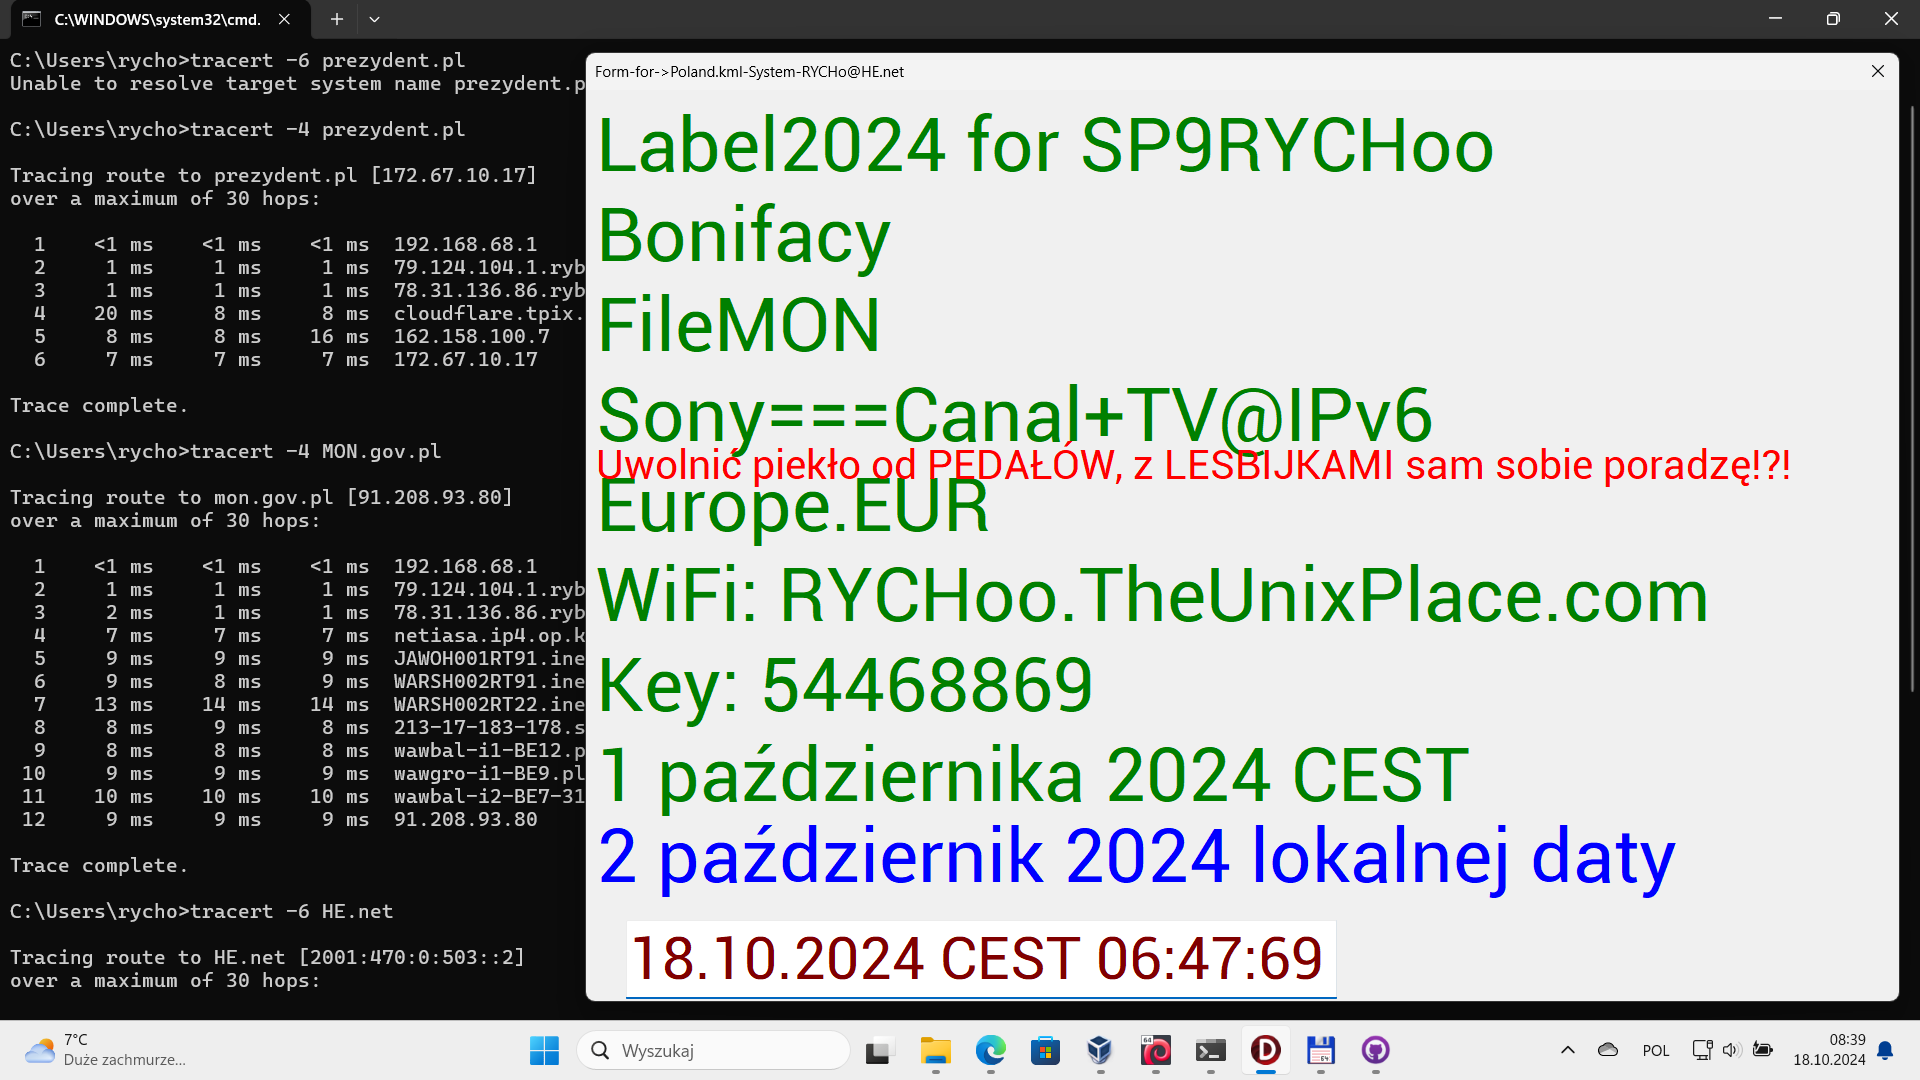 C:\WINDOWS\system32\cmd.
C:\Users\rycho>tracert -6 prezydent.pl
Unable to resolve target system name prezydent.p
C:\Users\rycho>tracert -4 prezydent.pl
Tracing route to prezydent.pl [172.67.10.17]
over a maximum of 30 hops:
1 <1 ms <1 ms <1 ms 192.168.68.1
2 1 ms 1 ms 1 ms 79.124.104.1.ryb
3 1 ms 1 ms 1 ms 78.31.136.86.ryb
4 20 ms 8 ms 8 ms cloudflare.tpix.
5 8 ms 8 ms 16 ms 162.158.100.7
6 7 ms 7 ms 7 ms 172.67.10.17
Trace complete.
C:\Users\rycho>tracert -4 MON.gov.pl
Tracing route to mon.gov.pl [91.208.93.80]
over a maximum of 30 hops:
1 <1 ms <1 ms <1 ms 192.168.68.1
2 1 ms 1 ms 1 ms 79.124.104.1.ryb
3 2 ms 1 ms 1 ms 78.31.136.86.ryb
4 7 ms 7 ms 7 ms netiasa.ip4.op.k
5 9 ms 9 ms 9 ms JAWOH001RT91.ine
6 9 ms 8 ms 9 ms WARSH002RT91.ine
7 13 ms 14 ms 14 ms WARSH002RT22.ine
8 8 ms 9 ms 8 ms 213-17-183-178.s
9 8 ms 8 ms 8 ms wawbal-i1-BE12.p
10 9 ms 9 ms 9 ms wawgro-i1-BE9.pl
11 10 ms 10 ms 10 ms wawbal-i2-BE7-31
12 9 ms 9 ms 9 ms 91.208.93.80
Trace complete.
C:\Users\rycho>tracert -6 HE.net
Tracing route to HE.net [2001:470:0:503::2]
over a maximum of 30 hops:
Form-for->Poland.kml-System-RYCHo@HE.net
Label2024 for SP9RYCHoo
Bonifacy
FileMON
Sony===Canal+TV@IPv6
Uwolnić piekło od PEDAŁÓW, z LESBIJKAMI sam sobie poradzę!?!
Europe.EUR
WiFi: RYCHoo.TheUnixPlace.com
Key: 54468869
1 października 2024 CEST
2 październik 2024 lokalnej daty
18.10.2024 CEST 06:47:69
7°C
Duże zachmurze...
Wyszukaj
64
64
POL
08:39
18.10.2024